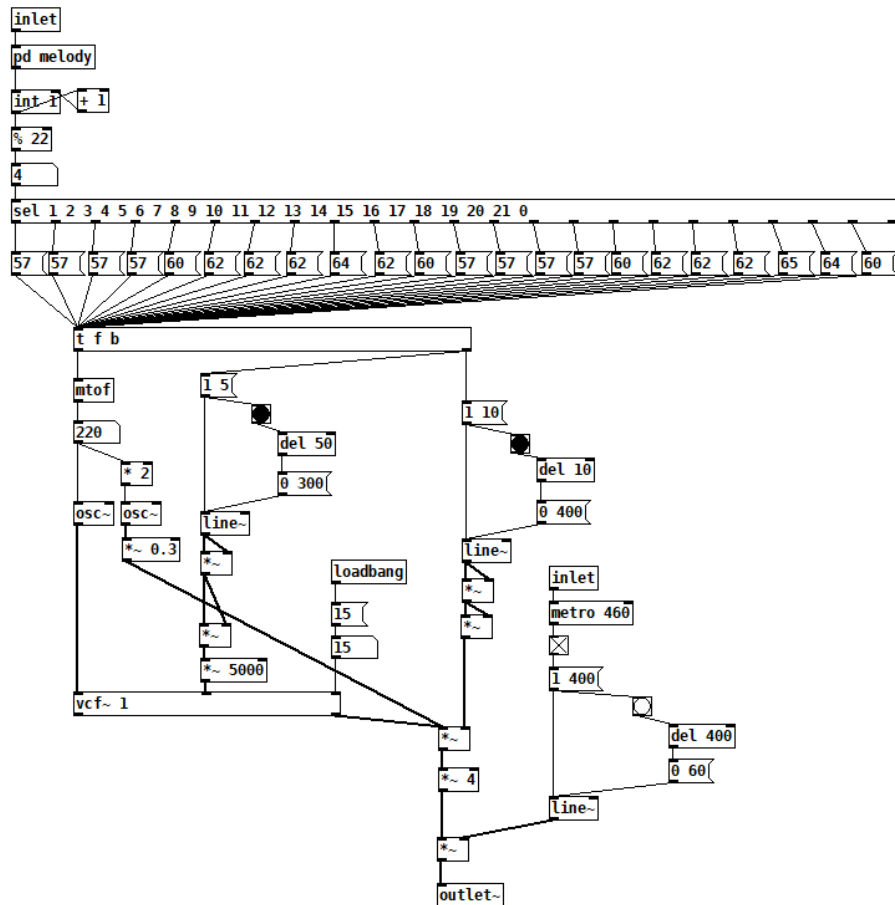 inlet
pd melody
int 1 + 1
% 22
4
sel 1 2 3 4 5 6 7 8 9 10 11 12 13 14 15 16 17 18 19 20 21 0
57 57 57 57 60 62 62 62 64 62 60 57 57 57 57 60 62 62 62 65 64 60
t f b
1 5
mtof
1 10
220
del 50
del 10
* 2
0 300
osc~ osc~
0 400
line~
*~ 0.3
line~
*~
loadbang
inlet
*~
15
metro 460
*~
*~
15
*~ 5000
1 400
vcf~ 1
*~
del 400
*~ 4
0 60
line~
*~
outlet~